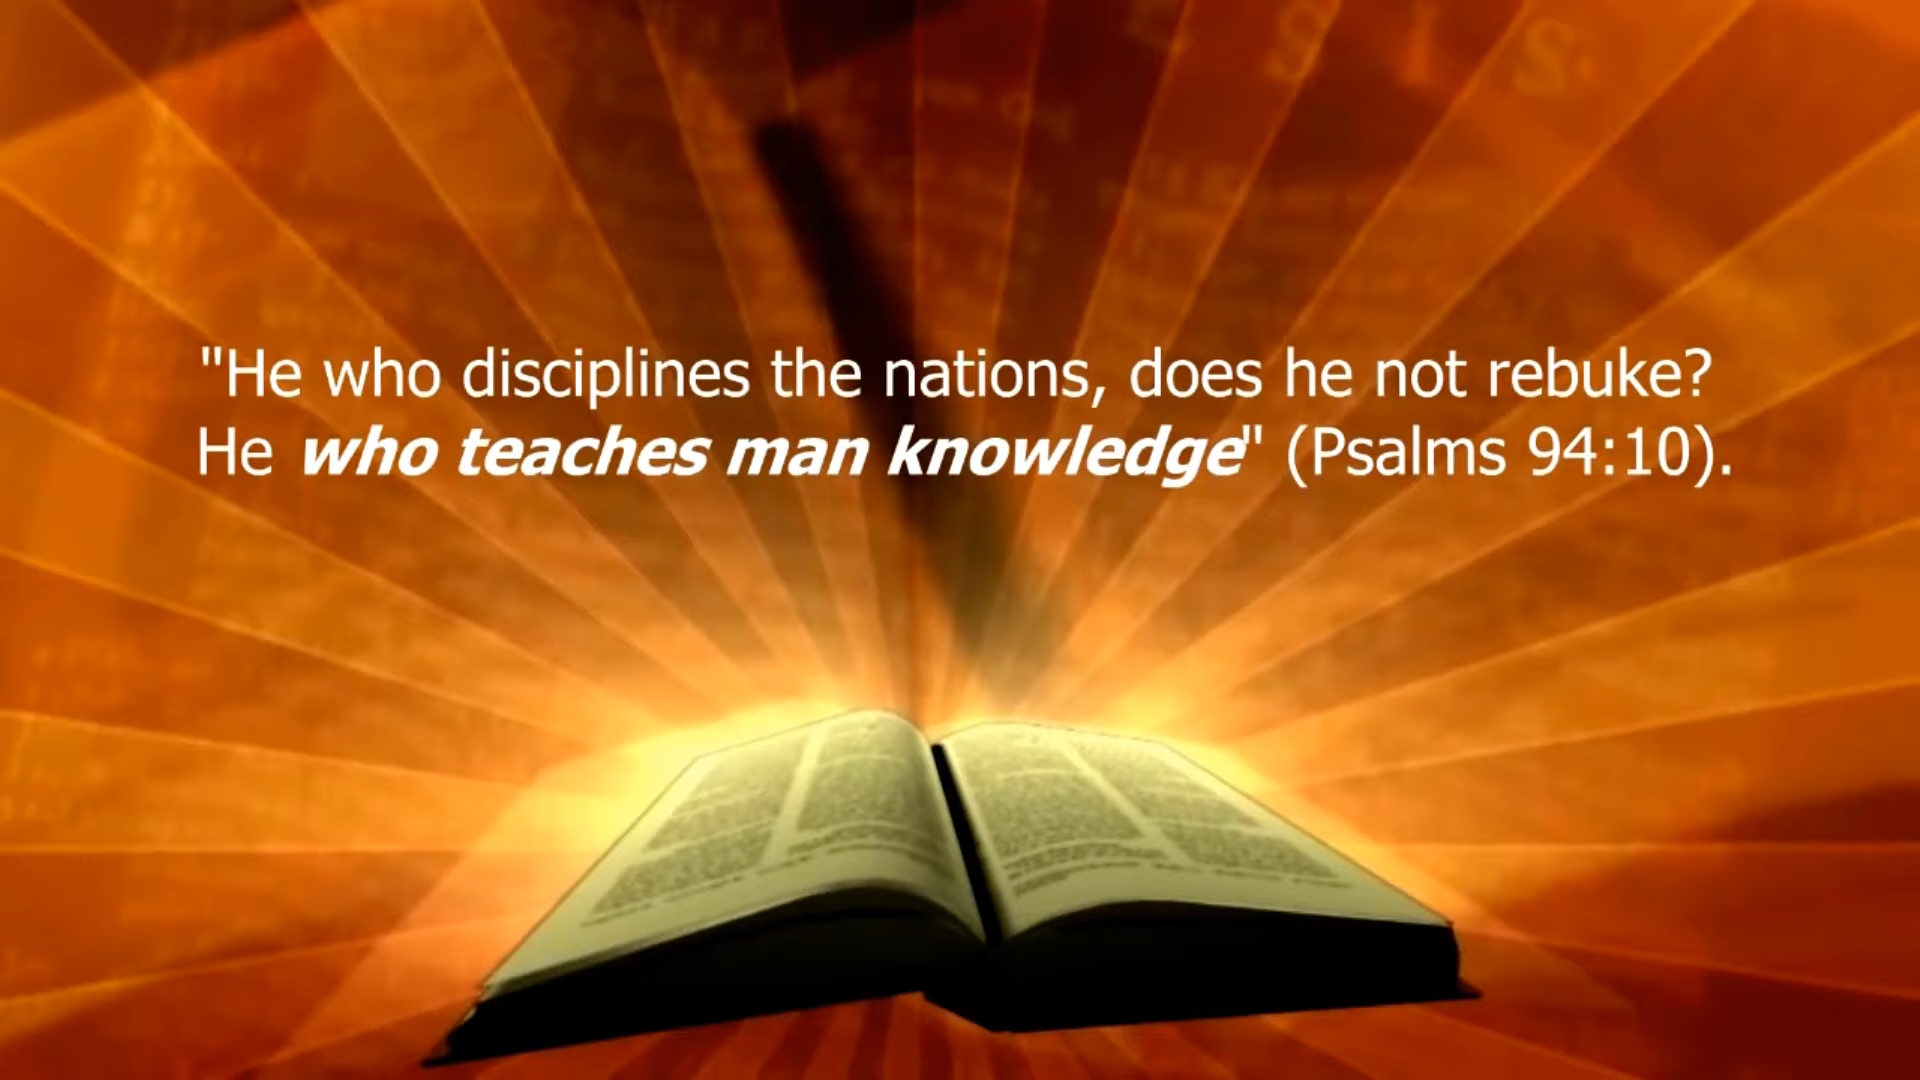 "He who disciplines the nations, does he not rebuke?
He who teaches man knowledge" (Psalms 94:10).